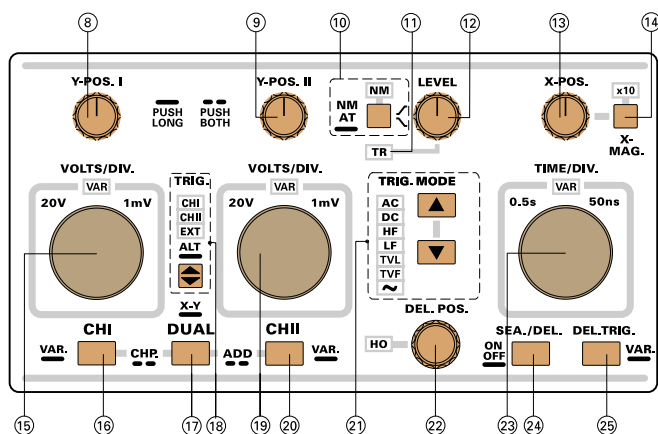 8 9 10 11 12 13 14
Y-POS. I Y-POS. II LEVEL X-POS.
NM x10
PUSH LONG PUSH BOTH NM AT
TR
X-MAG.
VOLTS/DIV. TRIG. VOLTS/DIV. TRIG. MODE TIME/DIV.
VAR VAR VAR
20V 1mV 20V 1mV 0.5s 50ns
CHI
CHII
EXT
ALT
AC
DC
HF
LF
TVL
TVF
~
X-Y
DEL. POS.
CHI DUAL CHII SEA./DEL. DEL.TRIG.
HO
VAR. CHP. ADD VAR. ON OFF VAR.
15 16 17 18 19 20 21 22 23 24 25